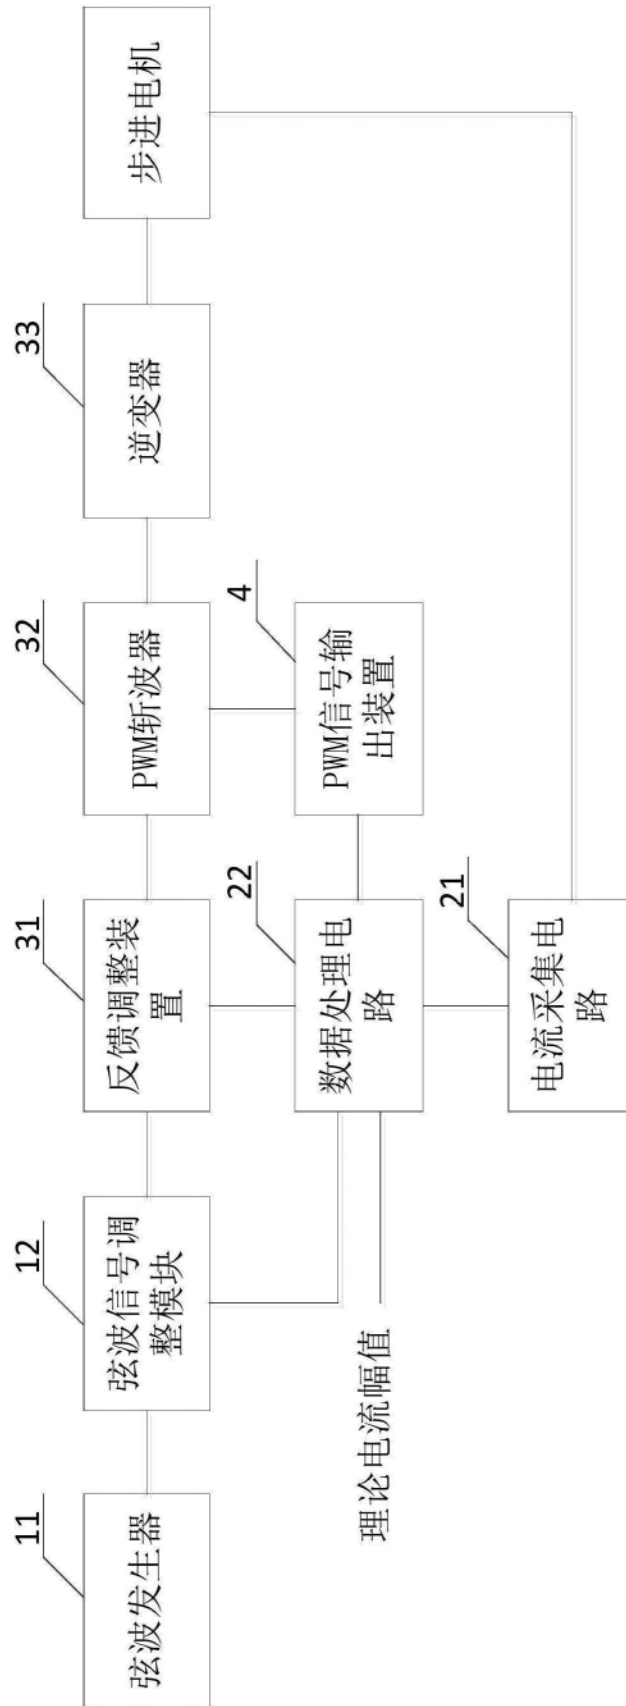 11
弦波发生器
12
弦波信号调
整模块
31
反馈调整装
置
32
PWM斩波器
33
逆变器
步进电机
理论电流幅值
22
数据处理电
路
4
PWM信号输
出装置
21
电流采集电
路